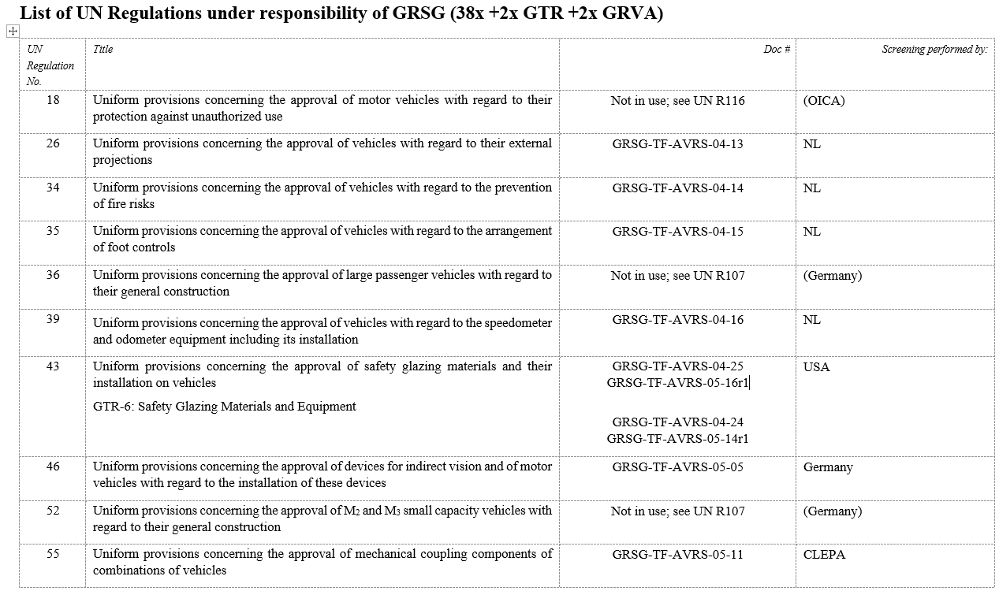 List of UN Regulations under responsibility of GRSG (38x +2x GTR +2x GRVA)
UN
Regulation
No.
Title
Doc #
Screening performed by:
18
Uniform provisions concerning the approval of motor vehicles with regard to their
protection against unauthorized use
Not in use; see UN R116
(OICA)
26
Uniform provisions concerning the approval of vehicles with regard to their external
projections
GRSG-TF-AVRS-04-13
NL
34
Uniform provisions concerning the approval of vehicles with regard to the prevention
of fire risks
GRSG-TF-AVRS-04-14
NL
35
Uniform provisions concerning the approval of vehicles with regard to the arrangement
of foot controls
GRSG-TF-AVRS-04-15
NL
36
Uniform provisions concerning the approval of large passenger vehicles with regard to
their general construction
Not in use; see UN R107
(Germany)
39
Uniform provisions concerning the approval of vehicles with regard to the speedometer
and odometer equipment including its installation
GRSG-TF-AVRS-04-16
NL
43
Uniform provisions concerning the approval of safety glazing materials and their
installation on vehicles
GTR-6: Safety Glazing Materials and Equipment
GRSG-TF-AVRS-04-25
GRSG-TF-AVRS-05-16r1
GRSG-TF-AVRS-04-24
GRSG-TF-AVRS-05-14r1
USA
46
Uniform provisions concerning the approval of devices for indirect vision and of motor
vehicles with regard to the installation of these devices
GRSG-TF-AVRS-05-05
Germany
52
Uniform provisions concerning the approval of M2 and M3 small capacity vehicles with
regard to their general construction
Not in use; see UN R107
(Germany)
55
Uniform provisions concerning the approval of mechanical coupling components of
combinations of vehicles
GRSG-TF-AVRS-05-11
CLEPA